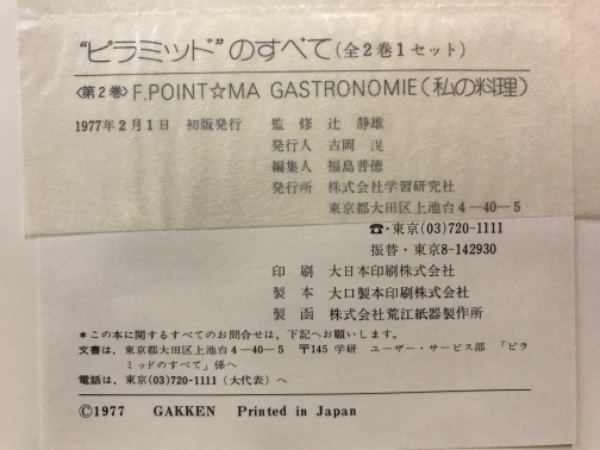 “ピラミッド”のすべて(全2巻1セット)
〈第2巻〉F.POINT☆MA GASTRONOMIE(私の料理)
1977年2月1日 初版発行 監修 辻 静雄
発行人 古岡 滉
編集人 福島普徳
発行所 株式会社学習研究社
東京都大田区上池台4－40－5
☎・東京(03)720-1111
振替・東京8-142930
印刷 大日本印刷株式会社
製本 大口製本印刷株式会社
製函 株式会社荒江紙器製作所
＊この本に関するすべてのお問合せは、下記へお願いします。
文書は、東京都大田区上池台4－40－5 〒145 学研 ユーザー・サービス部 「ピラ
ミッドのすべて」係へ
電話は、東京(03)720-1111(大代表)へ
©1977 GAKKEN Printed in Japan